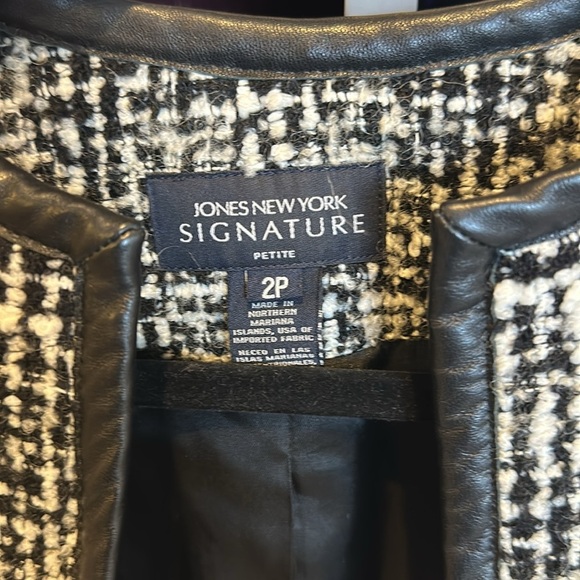 JONES NEW YORK
SIGNATURE
PETITE
2P
MADE IN
NORTHERN
MARIANA
ISLANDS, USA OF
IMPORTED FABRIC
HECED EN LAS
ISLAS MARIANAS